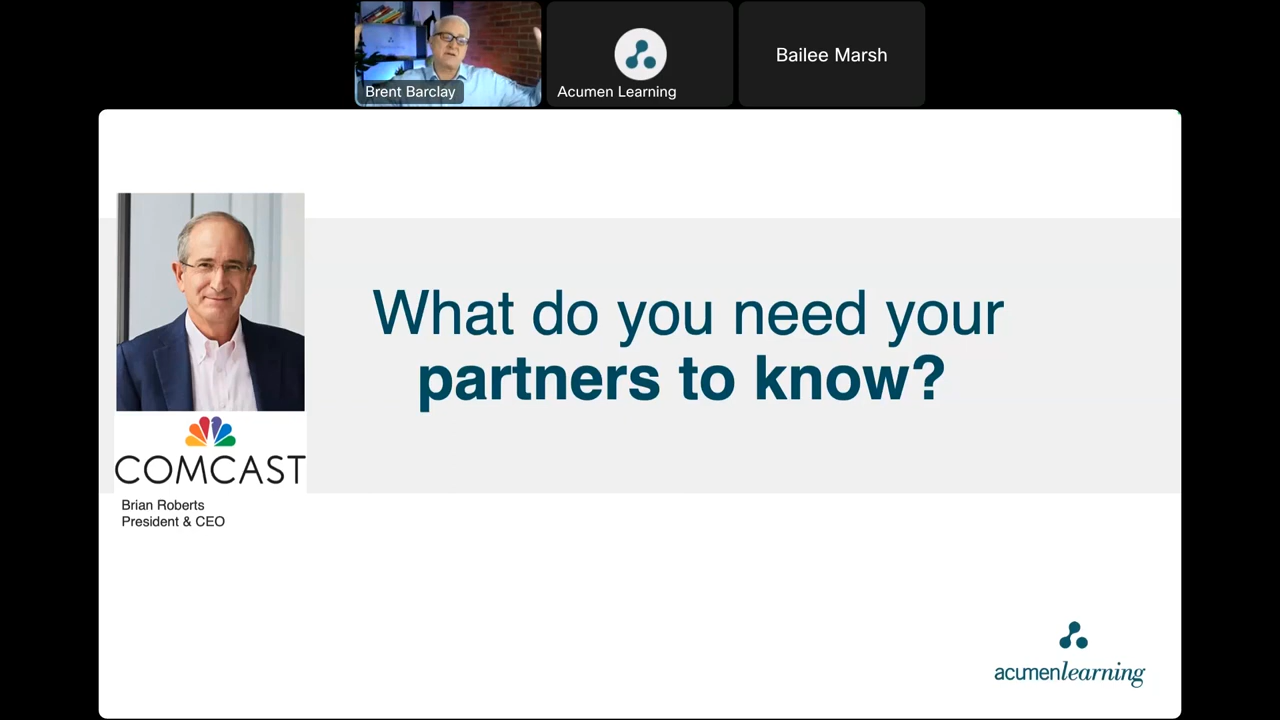 Brent Barclay
Acumen Learning
Bailee Marsh
What do you need your
partners to know?
COMCAST
Brian Roberts
President & CEO
acumenlearning